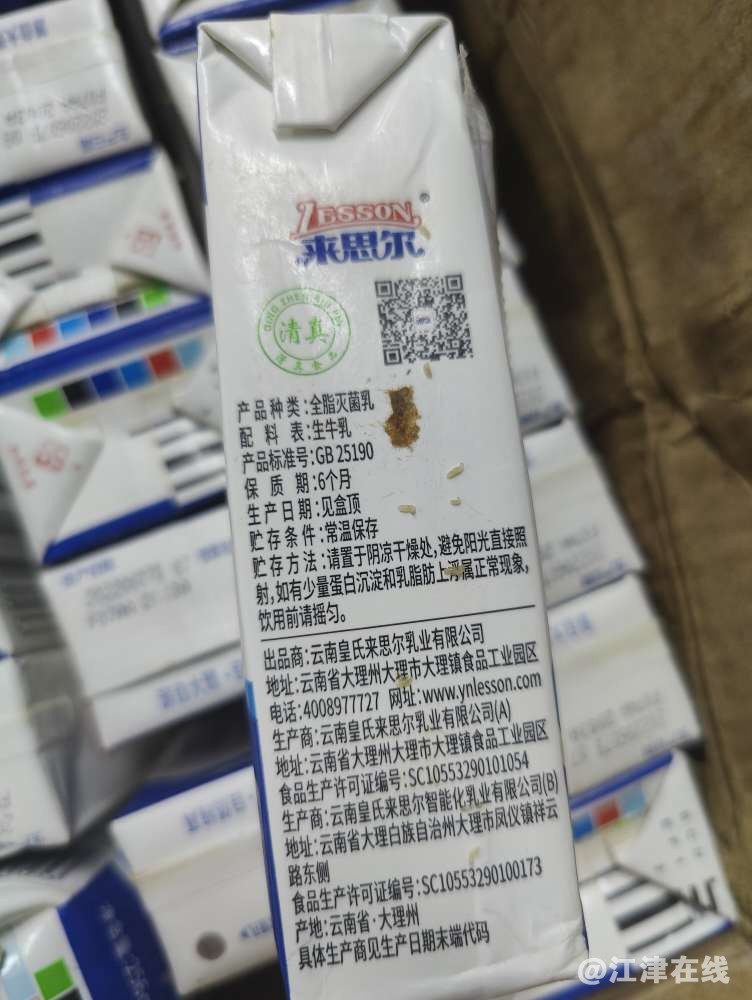 LESSON®
来思尔
QING ZHEN SHI PIN
清真
清真食品
产品种类:全脂灭菌乳
配料表:生牛乳
产品标准号:GB 25190
保质期:6个月
生产日期:见盒顶
贮存条件:常温保存
贮存方法:请置于阴凉干燥处,避免阳光直接照
射,如有少量蛋白沉淀和乳脂肪上浮属正常现象,
饮用前请摇匀。
出品商:云南皇氏来思尔乳业有限公司
地址:云南省大理州大理市大理镇食品工业园区
电话:4008977727 网址:www.ynlesson.com
生产商:云南皇氏来思尔乳业有限公司(A)
地址:云南省大理州大理市大理镇食品工业园区
食品生产许可证编号:SC10553290101054
生产商:云南皇氏来思尔智能化乳业有限公司(B)
地址:云南省大理白族自治州大理市凤仪镇祥云
路东侧
食品生产许可证编号:SC10553290100173
产地:云南省·大理州
具体生产商见生产日期末端代码
@江津在线